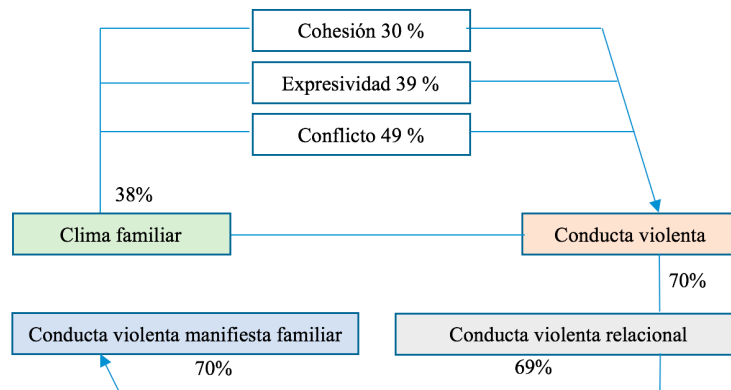 Cohesión 30 %
Expresividad 39 %
Conflicto 49 %
38%
Clima familiar
Conducta violenta
70%
Conducta violenta manifiesta familiar
Conducta violenta relacional
70%
69%